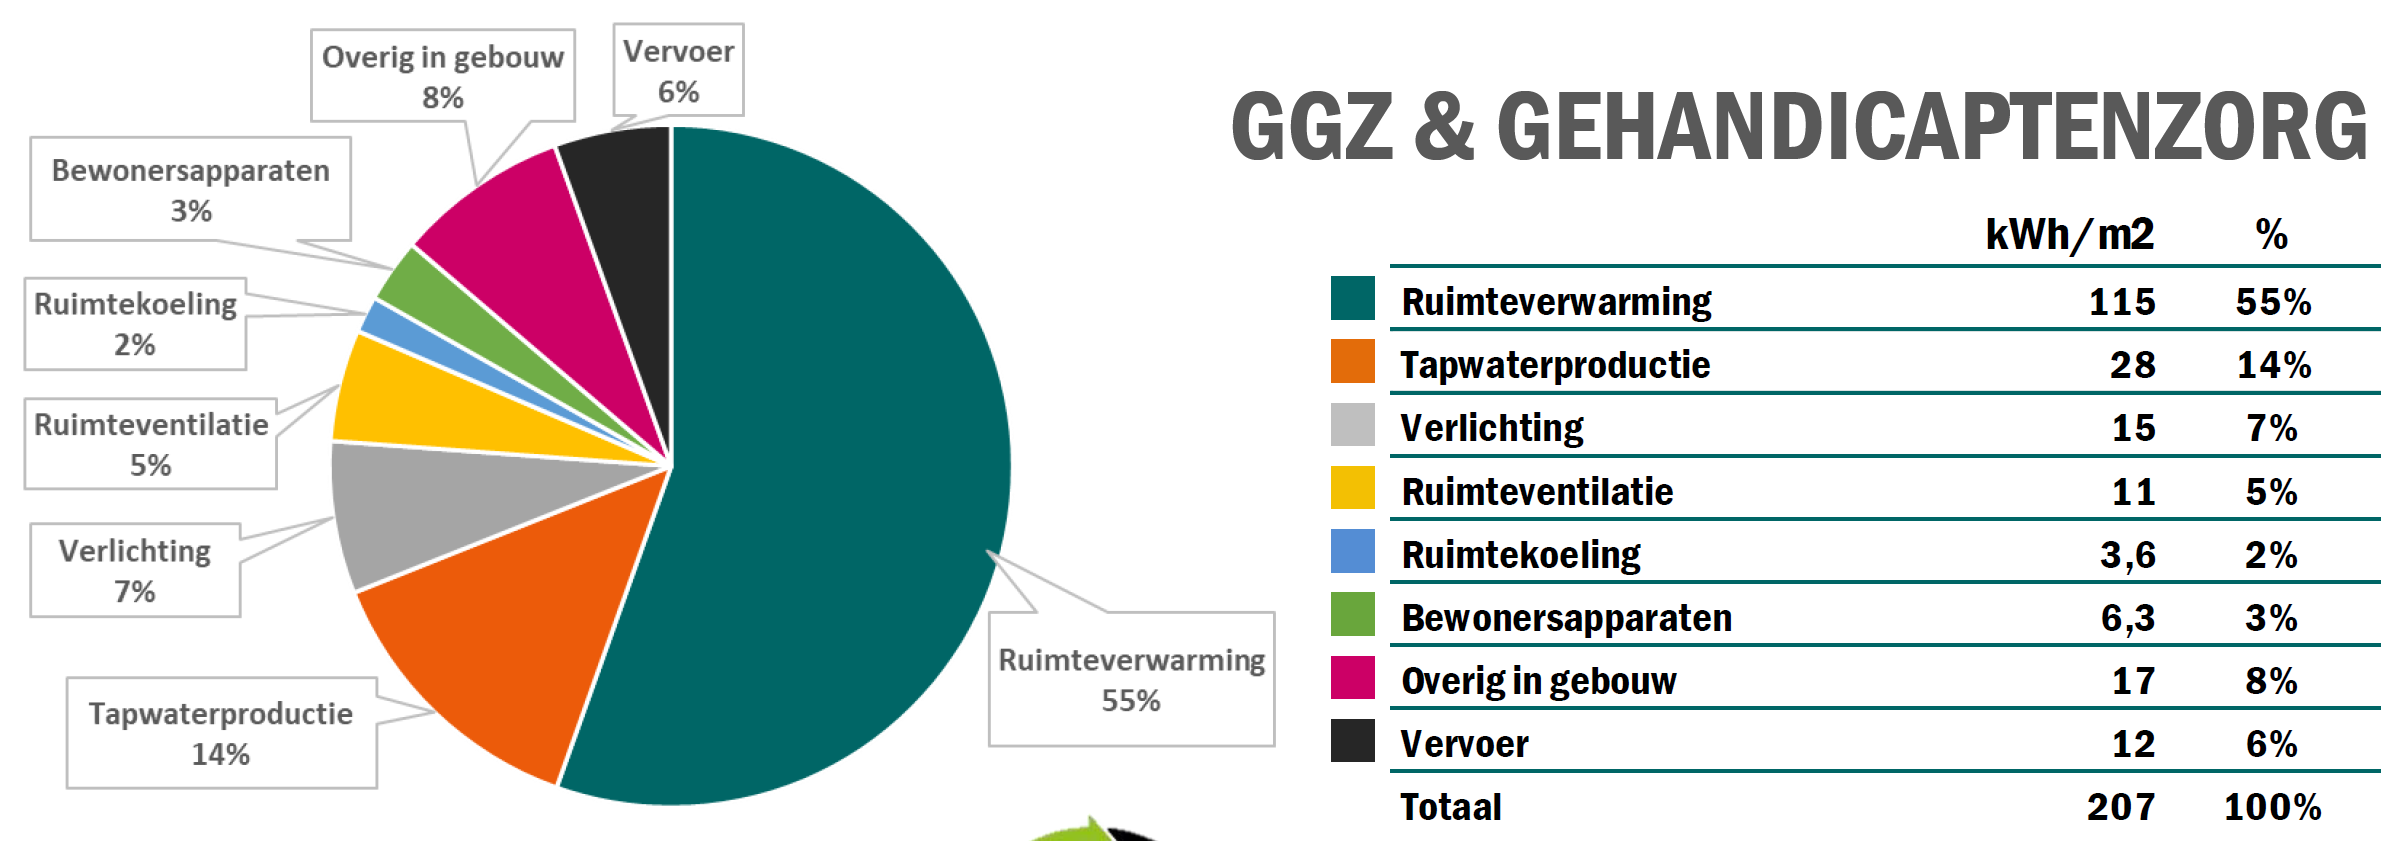 Overig in gebouw
8%
Vervoer
6%
Bewonersapparaten
3%
Ruimtekoeling
2%
Ruimteventilatie
5%
Verlichting
7%
Tapwaterproductie
14%
Ruimteverwarming
55%
GGZ & GEHANDICAPTENZORG
kWh/m2 %
Ruimteverwarming 115 55%
Tapwaterproductie 28 14%
Verlichting 15 7%
Ruimteventilatie 11 5%
Ruimtekoeling 3,6 2%
Bewonersapparaten 6,3 3%
Overig in gebouw 17 8%
Vervoer 12 6%
Totaal 207 100%